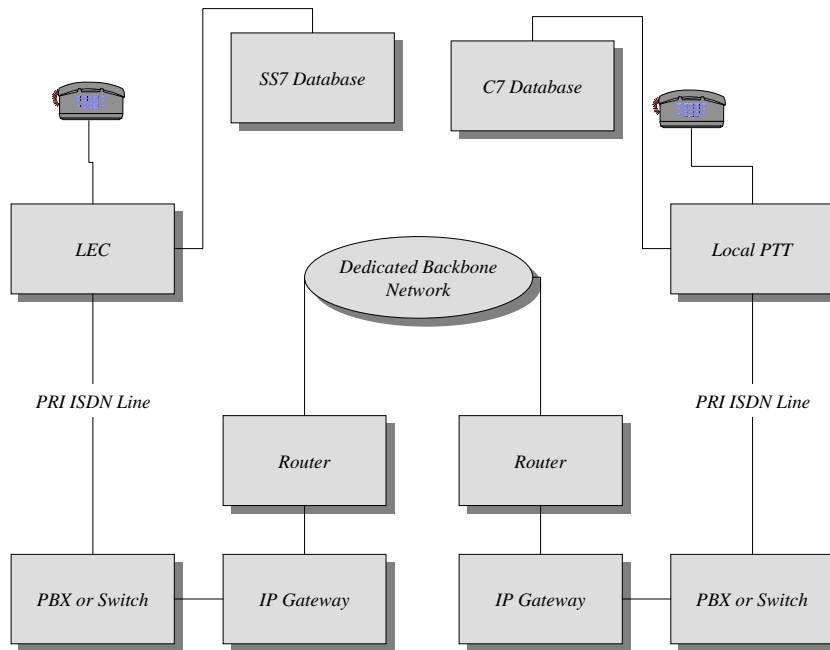 SS7 Database
C7 Database
LEC
Local PTT
Dedicated Backbone
Network
PRI ISDN Line
PRI ISDN Line
Router
Router
PBX or Switch
IP Gateway
IP Gateway
PBX or Switch